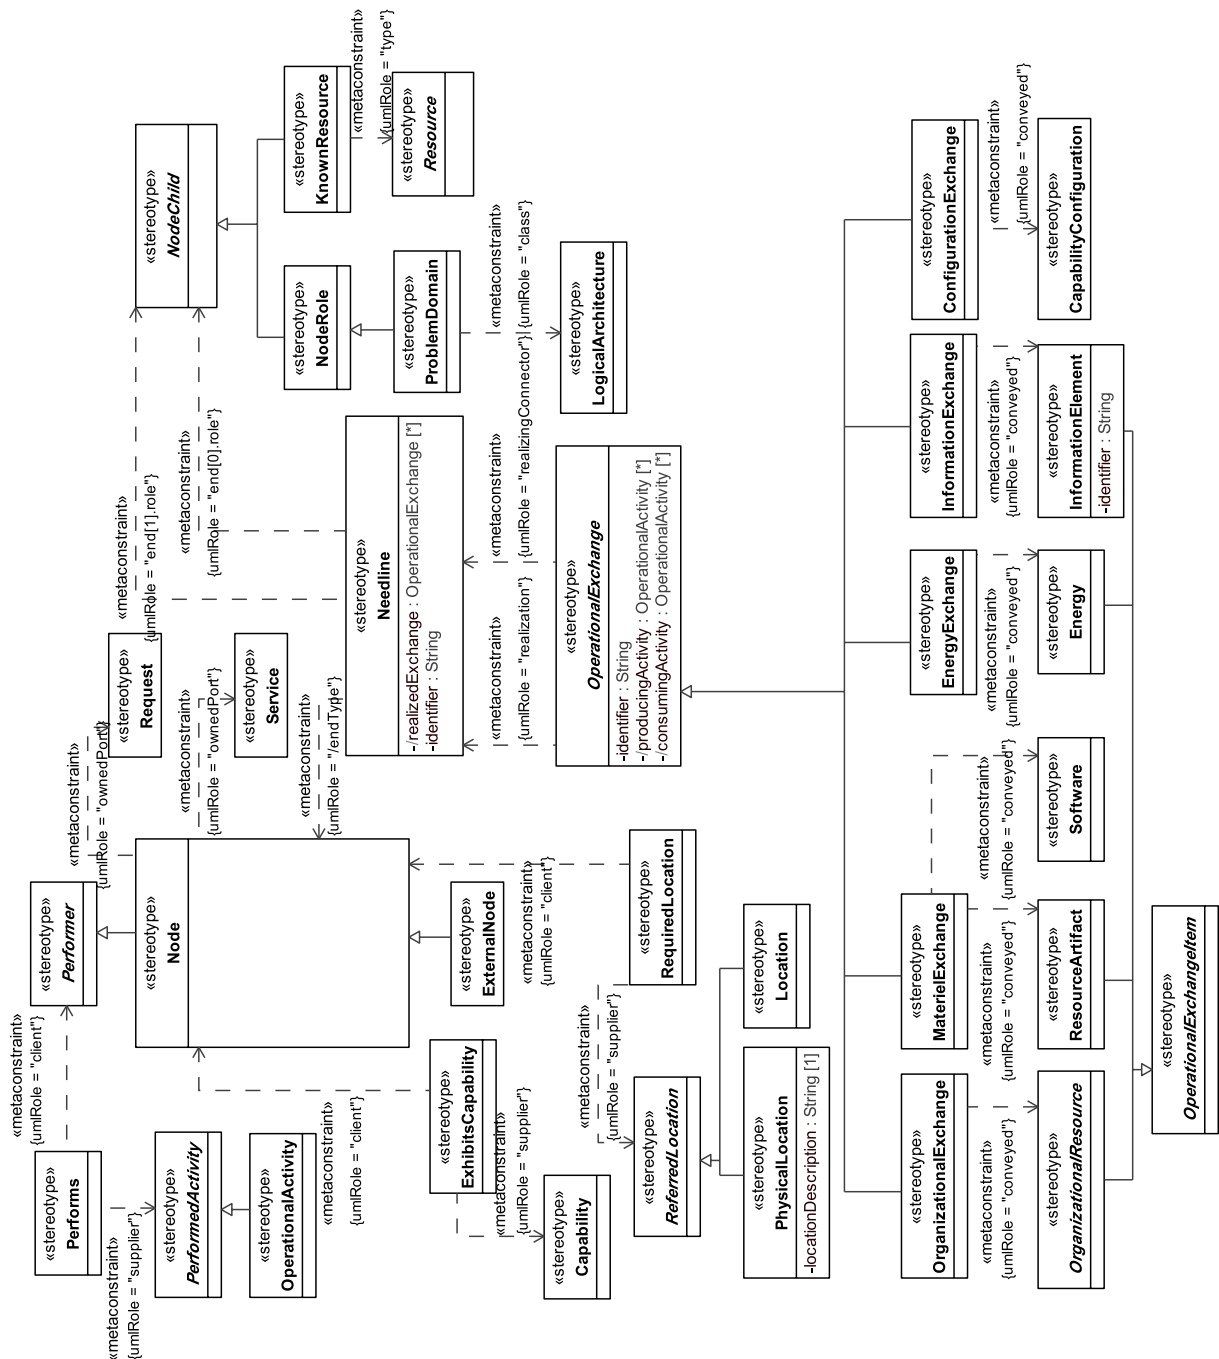 «metaconstraint»
{umlRole = "supplier"}
«stereotype»
Performs
«metaconstraint»
{umlRole = "client"}
«stereotype»
Performer
«metaconstraint»
{umlRole = "ownedPort"}
«stereotype»
Request
«metaconstraint»
{umlRole = "end[1].role"}
«stereotype»
NodeChild
«stereotype»
PerformedActivity
«stereotype»
OperationalActivity
«stereotype»
Node
«metaconstraint»
{umlRole = "ownedPort"}
«stereotype»
Service
«metaconstraint»
{umlRole = "end[0].role"}
«stereotype»
NodeRole
«stereotype»
KnownResource
«metaconstraint»
{umlRole = "type"}
«stereotype»
Resource
«metaconstraint»
{umlRole = "client"}
«metaconstraint»
{umlRole = "/endType"}
«stereotype»
Needline
-/realizedExchange : OperationalExchange [*]
-identifier : String
«stereotype»
ProblemDomain
«metaconstraint»
{umlRole = "class"}
«stereotype»
LogicalArchitecture
«stereotype»
ExhibitsCapability
«metaconstraint»
{umlRole = "supplier"}
«stereotype»
Capability
«stereotype»
ExternalNode
«metaconstraint»
{umlRole = "client"}
«metaconstraint»
{umlRole = "realization"}
«metaconstraint»
{umlRole = "realizingConnector"}
«stereotype»
OperationalExchange
-identifier : String
-/producingActivity : OperationalActivity [*]
-/consumingActivity : OperationalActivity [*]
«metaconstraint»
{umlRole = "supplier"}
«stereotype»
RequiredLocation
«stereotype»
ReferredLocation
«stereotype»
PhysicalLocation
-locationDescription : String [1]
«stereotype»
Location
«stereotype»
OrganizationalExchange
«stereotype»
MaterielExchange
«stereotype»
EnergyExchange
«stereotype»
InformationExchange
«stereotype»
ConfigurationExchange
«metaconstraint»
{umlRole = "conveyed"}
«metaconstraint»
{umlRole = "conveyed"}
«metaconstraint»
{umlRole = "conveyed"}
«metaconstraint»
{umlRole = "conveyed"}
«metaconstraint»
{umlRole = "conveyed"}
«metaconstraint»
{umlRole = "conveyed"}
«stereotype»
OrganizationalResource
«stereotype»
ResourceArtifact
«stereotype»
Software
«stereotype»
Energy
«stereotype»
InformationElement
-identifier : String
«stereotype»
CapabilityConfiguration
«stereotype»
OperationalExchangeItem